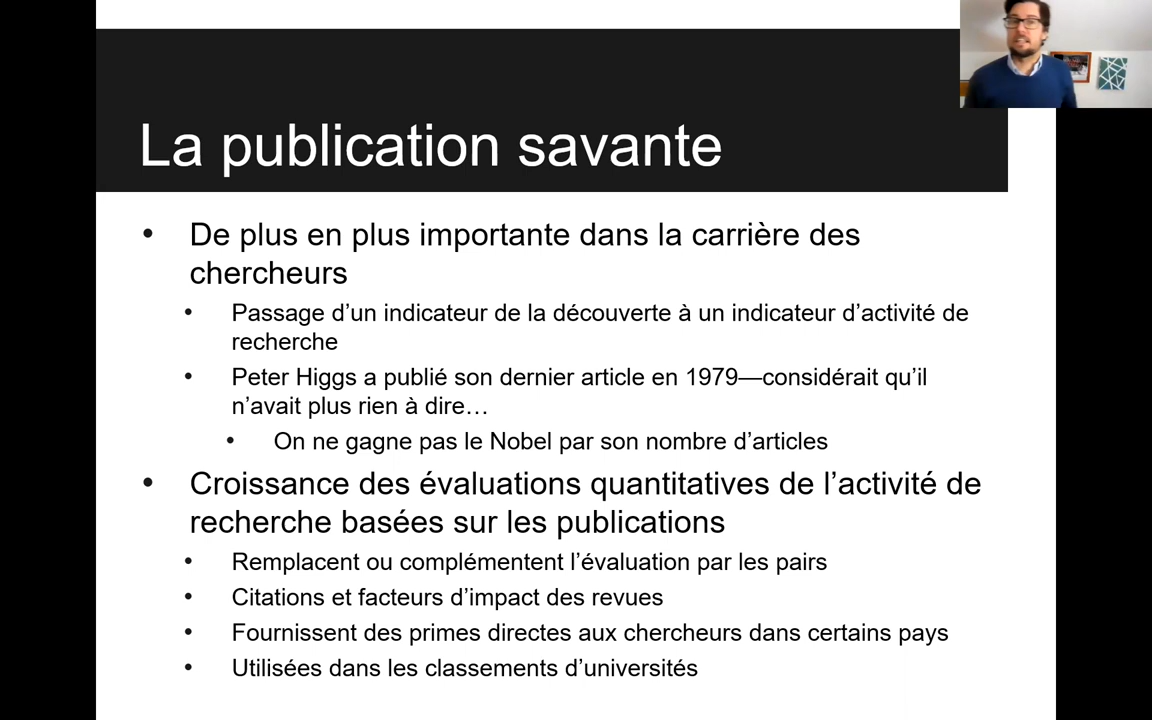 La publication savante
• De plus en plus importante dans la carrière des
chercheurs
• Passage d’un indicateur de la découverte à un indicateur d’activité de
recherche
• Peter Higgs a publié son dernier article en 1979—considérait qu’il
n’avait plus rien à dire…
• On ne gagne pas le Nobel par son nombre d’articles
• Croissance des évaluations quantitatives de l’activité de
recherche basées sur les publications
• Remplacent ou complémentent l’évaluation par les pairs
• Citations et facteurs d’impact des revues
• Fournissent des primes directes aux chercheurs dans certains pays
• Utilisées dans les classements d’universités